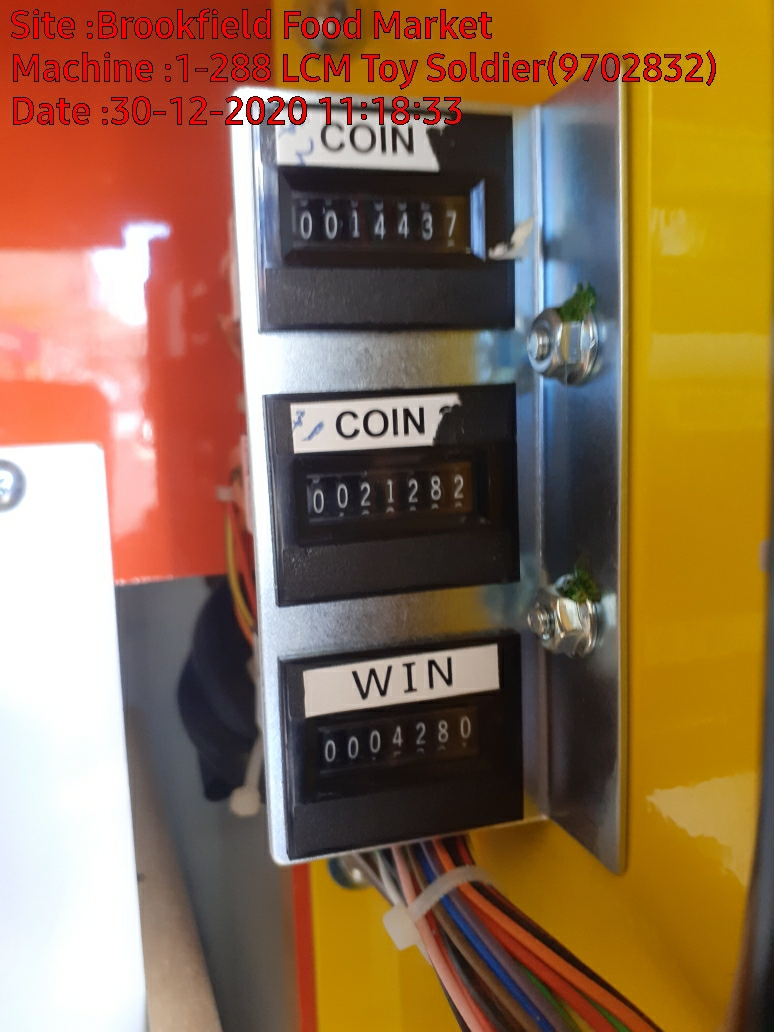 Site :Brookfield Food Market
Machine :1-288 LCM Toy Soldier(9702832)
Date :30-12-2020 11:18:33
COIN
0014437
COIN
0021282
WIN
0004280